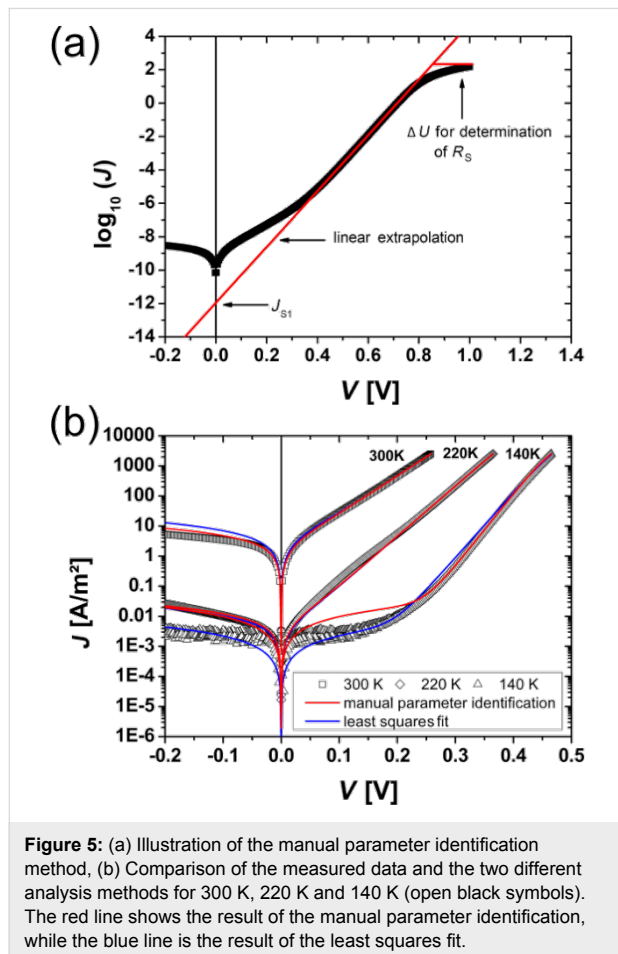 (a)
4
2
0
-2
-4
-6
-8
-10
-12
-14
log₁₀ (J)
ΔU for determination
of R_S
linear extrapolation
J_S1
-0.2 0.0 0.2 0.4 0.6 0.8 1.0 1.2 1.4
V [V]
(b)
10000
1000
100
10
1
0.1
0.01
1E-3
1E-4
1E-5
1E-6
J [A/m²]
300K 220K 140K
300 K 220 K 140 K
manual parameter identification
least squares fit
-0.2 -0.1 0.0 0.1 0.2 0.3 0.4 0.5
V [V]
Figure 5: (a) Illustration of the manual parameter identification
method, (b) Comparison of the measured data and the two different
analysis methods for 300 K, 220 K and 140 K (open black symbols).
The red line shows the result of the manual parameter identification,
while the blue line is the result of the least squares fit.